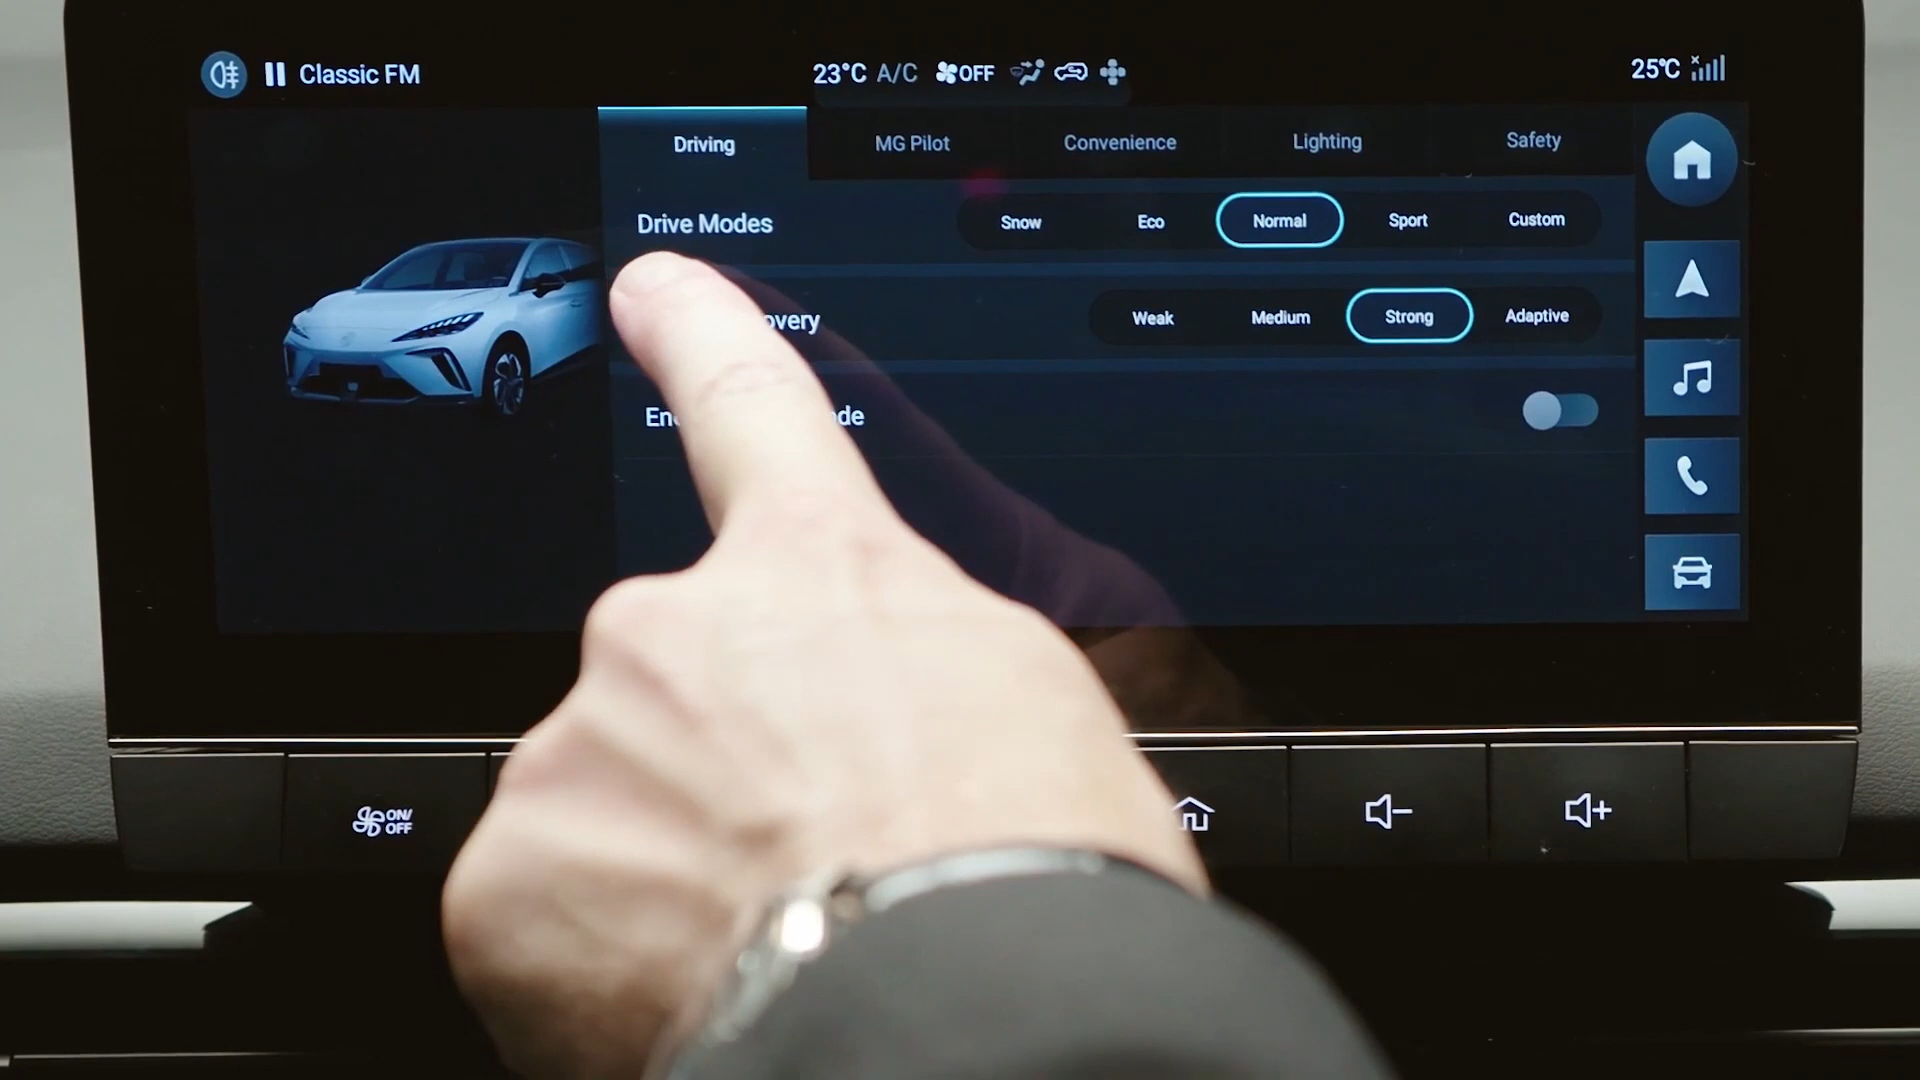 Classic FM
23°C A/C OFF
25℃
Driving
MG Pilot
Convenience
Lighting
Safety
Drive Modes
Snow
Eco
Normal
Sport
Custom
Weak
Medium
Strong
Adaptive
ON/
OFF